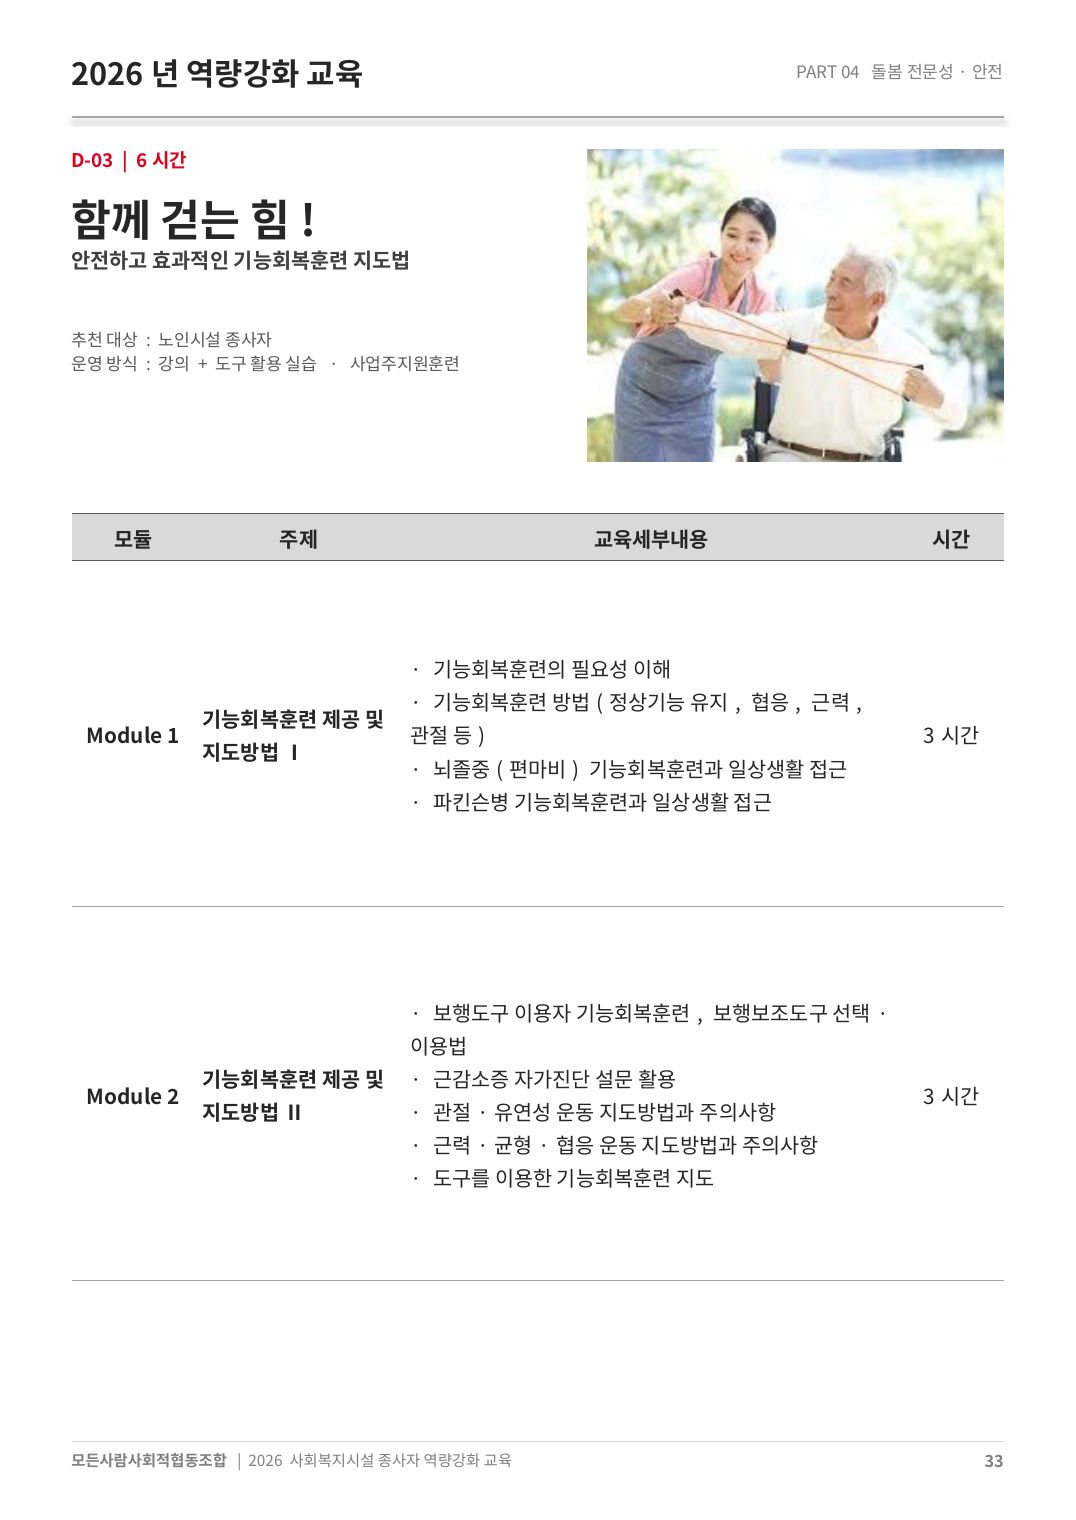 2026 년 역량강화 교육
PART 04 돌봄 전문성 · 안전
D-03 | 6 시간
함께 걷는 힘 !
안전하고 효과적인 기능회복훈련 지도법
추천 대상 : 노인시설 종사자
운영 방식 : 강의 + 도구 활용 실습 · 사업주지원훈련
모듈 주제 교육세부내용 시간
Module 1
기능회복훈련 제공 및
지도방법 Ⅰ
· 기능회복훈련의 필요성 이해
· 기능회복훈련 방법 ( 정상기능 유지 , 협응 , 근력 ,
관절 등 )
· 뇌졸중 ( 편마비 ) 기능회복훈련과 일상생활 접근
· 파킨슨병 기능회복훈련과 일상생활 접근
3 시간
Module 2
기능회복훈련 제공 및
지도방법 Ⅱ
· 보행도구 이용자 기능회복훈련 , 보행보조도구 선택 ·
이용법
· 근감소증 자가진단 설문 활용
· 관절 · 유연성 운동 지도방법과 주의사항
· 근력 · 균형 · 협응 운동 지도방법과 주의사항
· 도구를 이용한 기능회복훈련 지도
3 시간
모든사람사회적협동조합 | 2026 사회복지시설 종사자 역량강화 교육
33